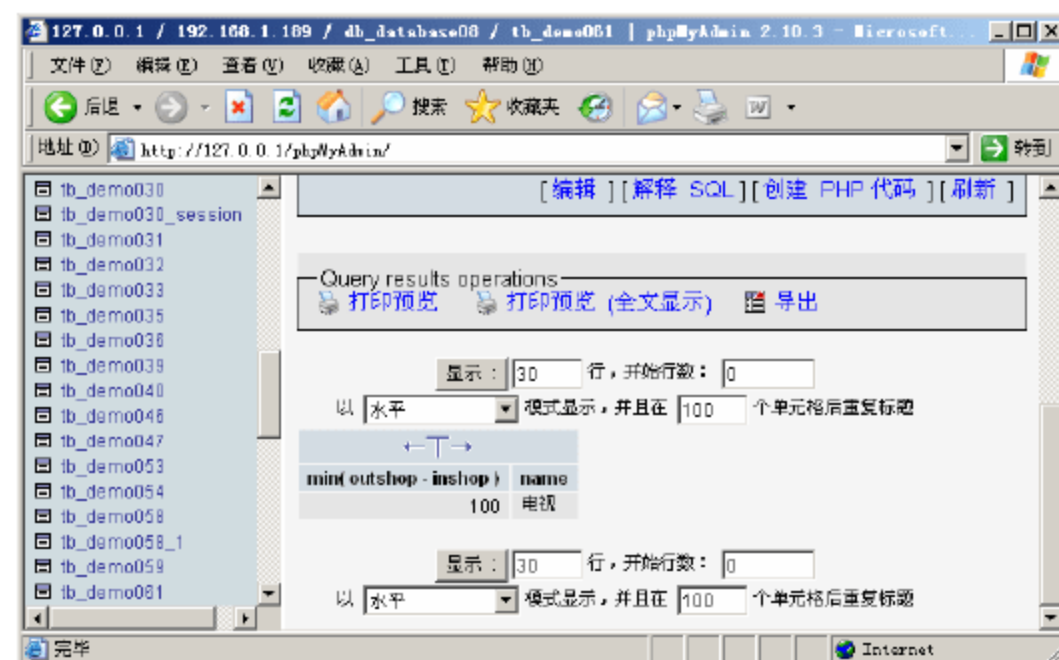 127.0.0.1 / 192.168.1.189 / db_database08 / tb_demo061 | phpMyAdmin 2.10.3 - Microsoft...
文件(F) 编辑(E) 查看(V) 收藏(A) 工具(T) 帮助(H)
后退 搜索 收藏夹
地址(D) http://127.0.0.1/phpMyAdmin/ 转到
tb_demo030
tb_demo030_session
tb_demo031
tb_demo032
tb_demo033
tb_demo035
tb_demo036
tb_demo039
tb_demo040
tb_demo046
tb_demo047
tb_demo053
tb_demo054
tb_demo058
tb_demo058_1
tb_demo059
tb_demo061
[编辑 ][解释 SQL][创建 PHP 代码 ][刷新 ]
Query results operations
打印预览 打印预览 (全文显示) 导出
显示 : 30 行，开始行数： 0
以 水平 模式显示，并且在 100 个单元格后重复标题
←T→
min( outshop - inshop ) name
100 电视
显示 : 30 行，开始行数： 0
以 水平 模式显示，并且在 100 个单元格后重复标题
完毕 Internet